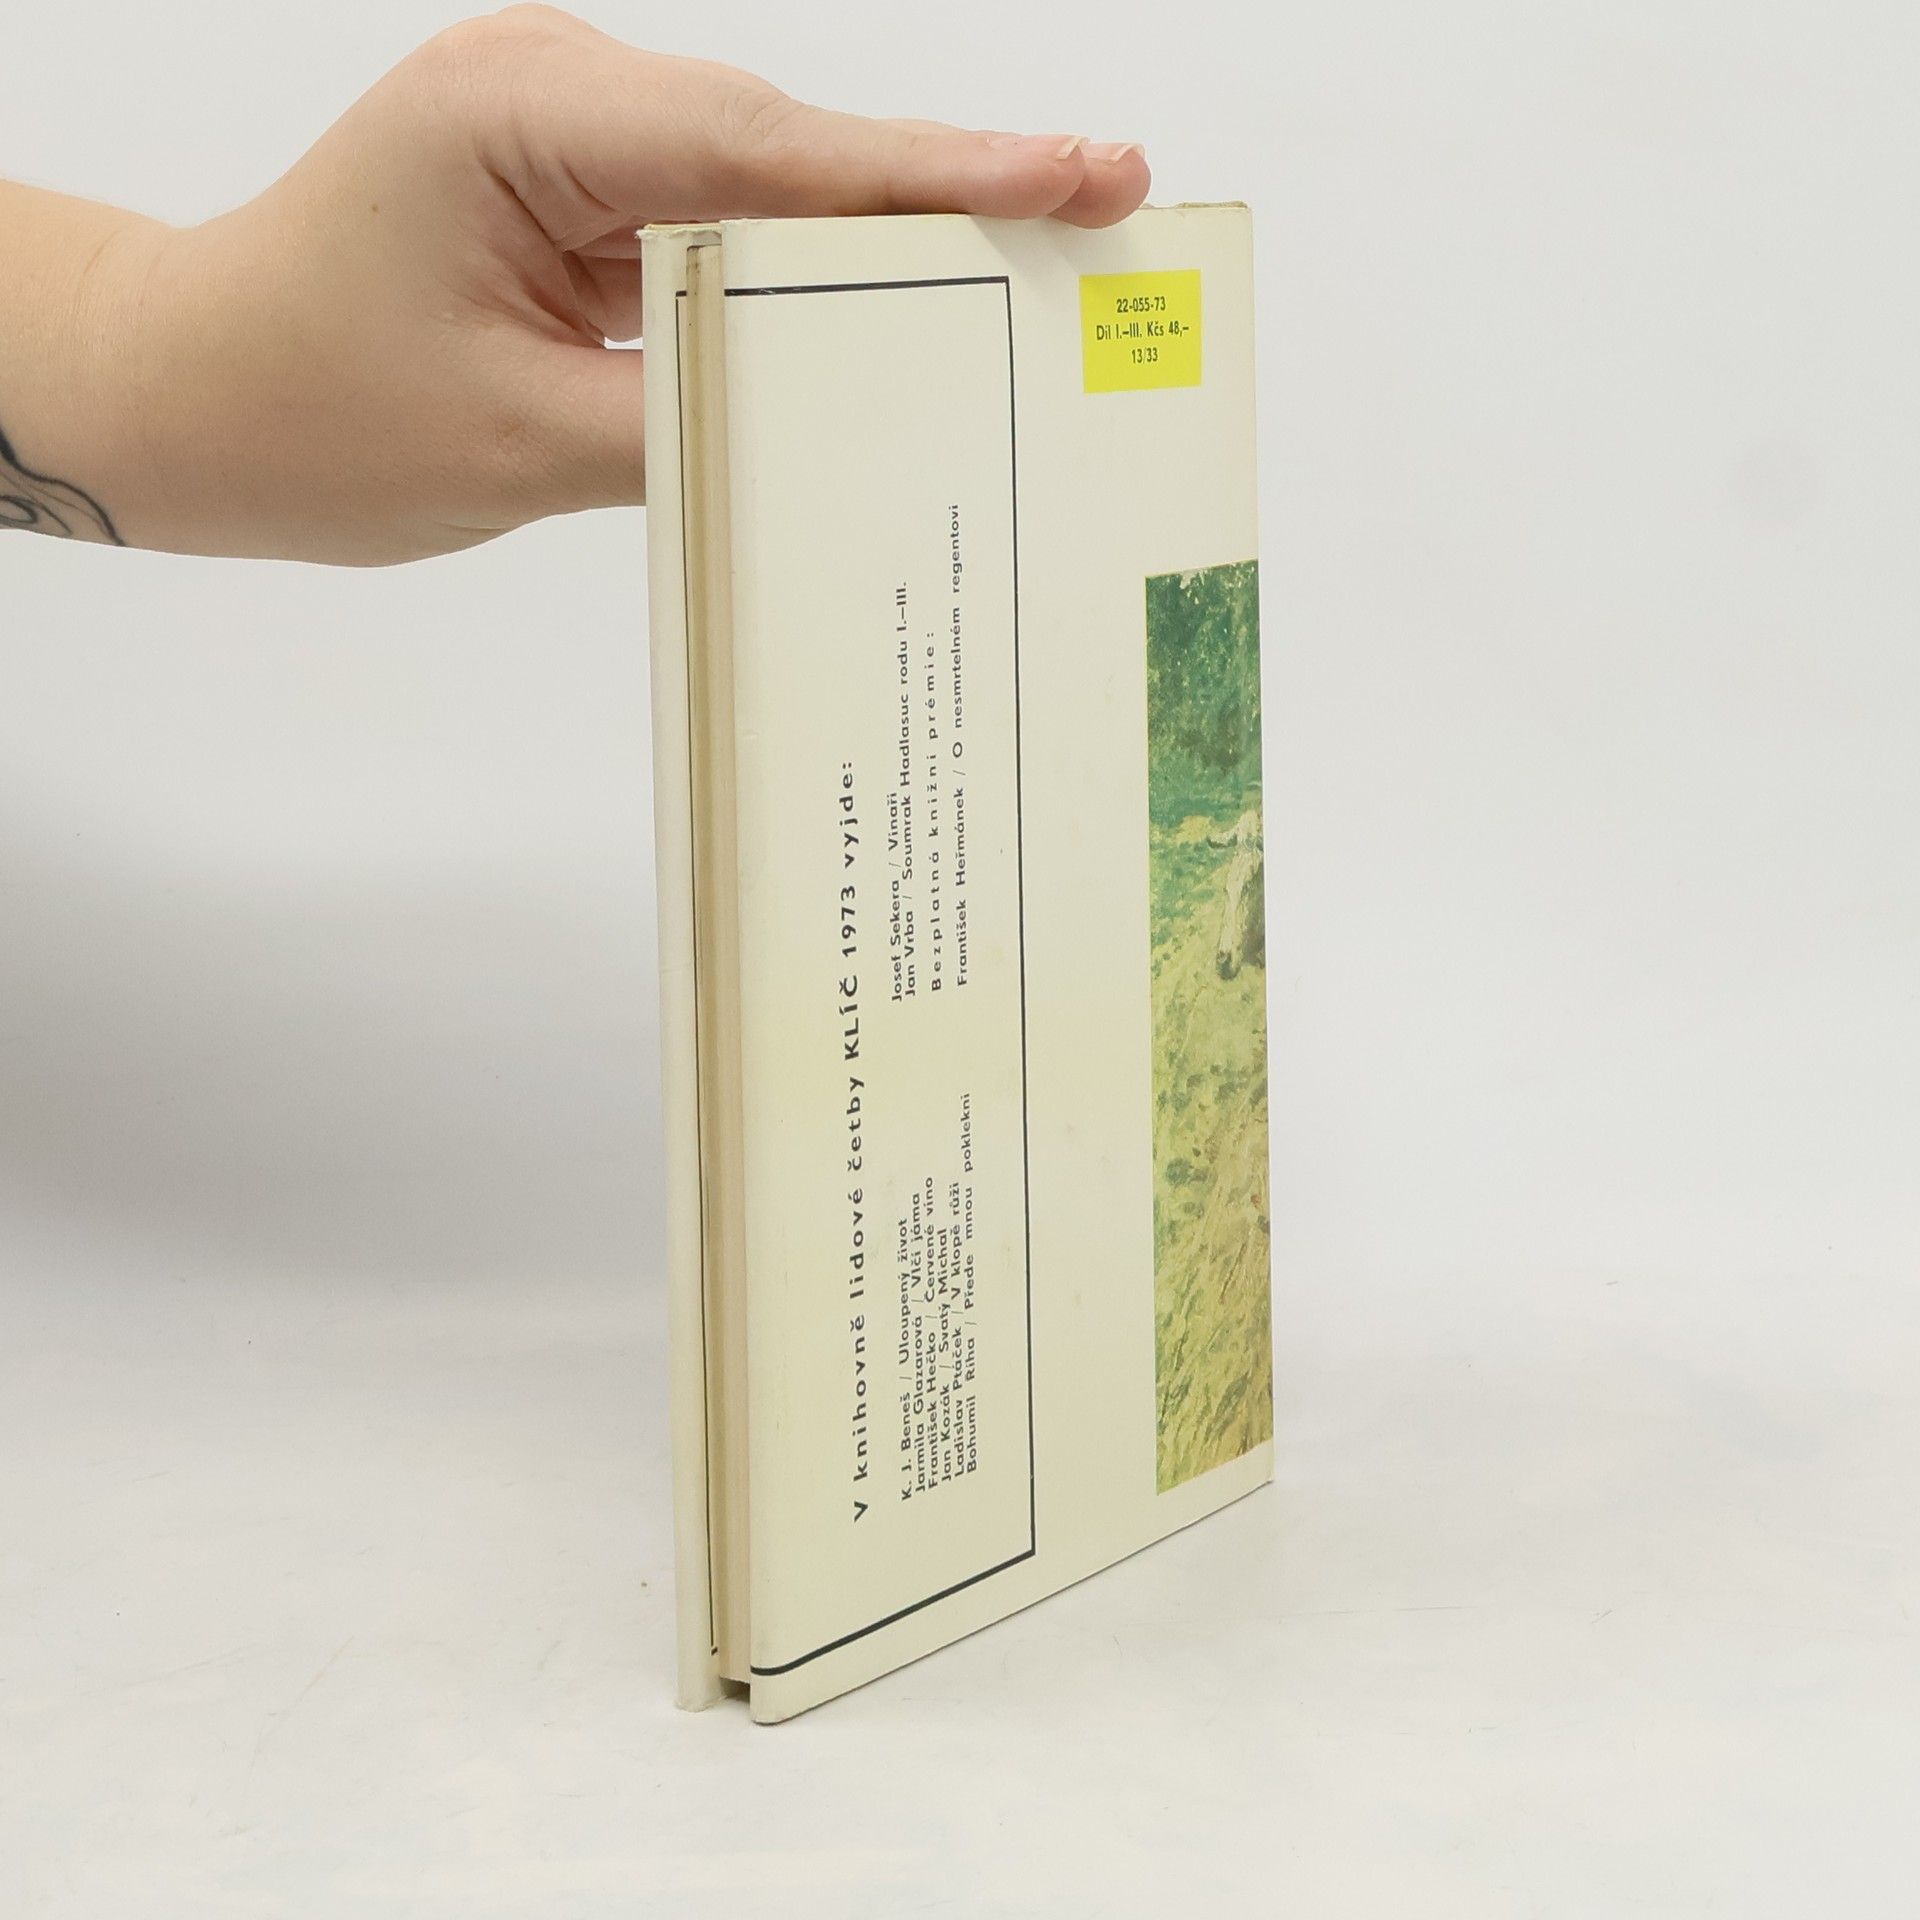 22-055-73
Díl I.–III. Kčs 48,–
13/33
V knihovně lidové četby KLÍČ 1973 vyjde:
K. J. Beneš / Uloupený život
Jarmila Glazarová / Vlčí jáma
František Hečko / Červené víno
Jan Kozák / Svatý Michal
Ladislav Ptáček / V klopě růži
Bohumil Říha / Přede mnou poklekni
Josef Sekera / Vinaři
Jan Vrba / Soumrak Hadlasuc rodu I.–III.
Bezplatná knižní prémie:
František Heřmánek / O nesmrtelném regentovi